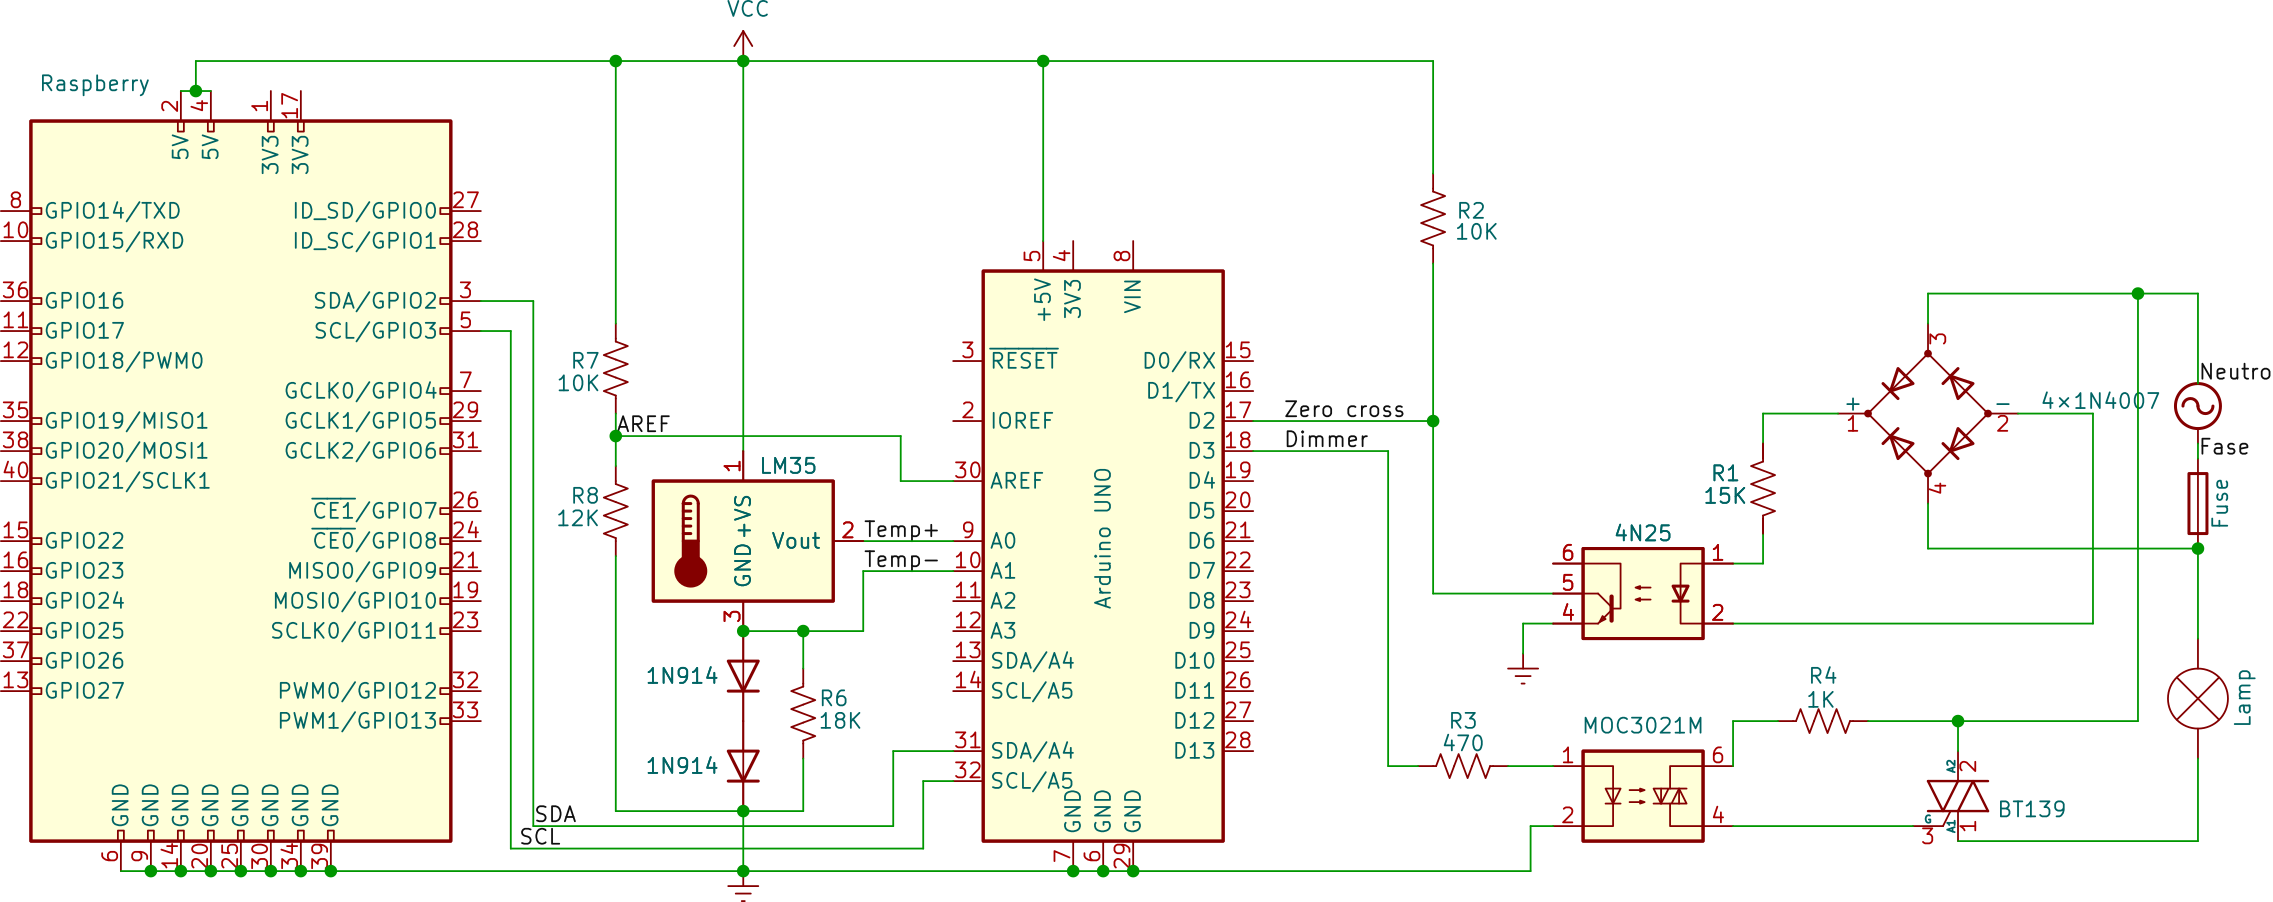 VCC
Raspberry
2
4
1
17
5V
5V
3V3
3V3
8
GPIO14/TXD
ID_SD/GPIO0
27
10
GPIO15/RXD
ID_SC/GPIO1
28
36
GPIO16
SDA/GPIO2
3
11
GPIO17
SCL/GPIO3
5
12
GPIO18/PWM0
GCLK0/GPIO4
7
35
GPIO19/MISO1
GCLK1/GPIO5
29
38
GPIO20/MOSI1
GCLK2/GPIO6
31
40
GPIO21/SCLK1
CE1/GPIO7
26
15
GPIO22
CE0/GPIO8
24
16
GPIO23
MISO0/GPIO9
21
18
GPIO24
MOSI0/GPIO10
19
22
GPIO25
SCLK0/GPIO11
23
37
GPIO26
13
GPIO27
PWM0/GPIO12
32
PWM1/GPIO13
33
GND
GND
GND
GND
GND
GND
GND
GND
6
9
14
20
25
30
34
39
SDA
SCL
R7
10K
AREF
R8
12K
1
LM35
+VS
GND
Vout
2
3
Temp+
Temp-
1N914
1N914
R6
18K
5
4
8
+5V
3V3
VIN
3
RESET
D0/RX
15
D1/TX
16
2
IOREF
D2
17
D3
18
30
AREF
D4
19
D5
20
9
A0
D6
21
10
A1
D7
22
11
A2
D8
23
12
A3
D9
24
13
SDA/A4
D10
25
14
SCL/A5
D11
26
D12
27
31
SDA/A4
D13
28
32
SCL/A5
Arduino UNO
GND
GND
GND
7
6
29
Zero cross
Dimmer
R2
10K
R3
470
4N25
6
5
4
1
2
R1
15K
3
+
1
−
2
4
4×1N4007
Neutro
Fase
Fuse
Lamp
R4
1K
MOC3021M
1
2
6
4
A2
2
BT139
G
3
A1
1